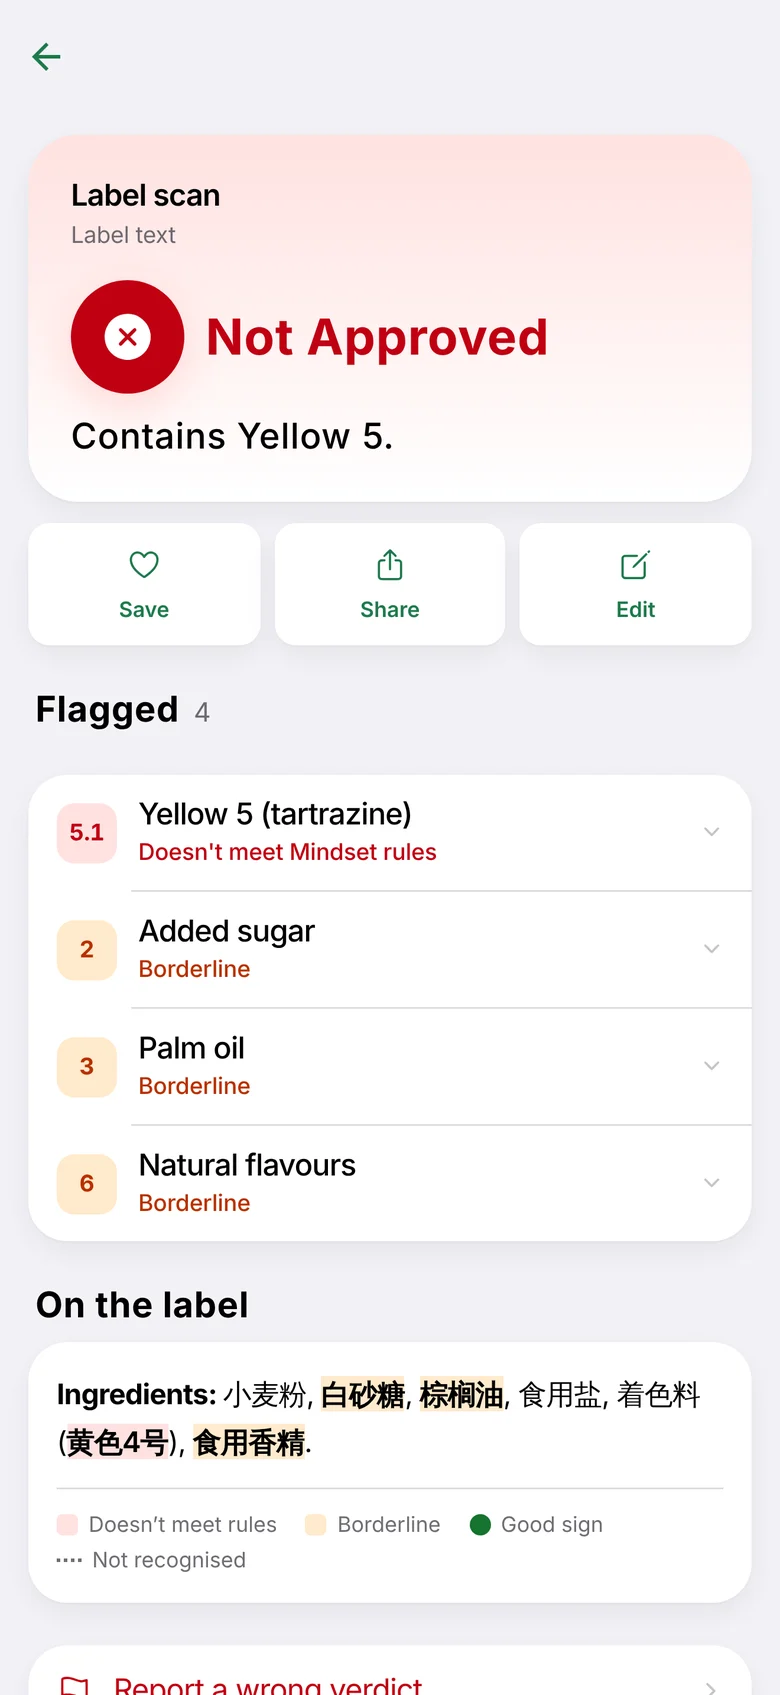 Label scan
Label text
Not Approved
Contains Yellow 5.
Save
Share
Edit
Flagged 4
5.1
Yellow 5 (tartrazine)
Doesn't meet Mindset rules
2
Added sugar
Borderline
3
Palm oil
Borderline
6
Natural flavours
Borderline
On the label
Ingredients: 小麦粉, 白砂糖, 棕榈油, 食用盐, 着色料
(黄色4号), 食用香精.
Doesn’t meet rules
Borderline
Good sign
Not recognised
Report a wrong verdict